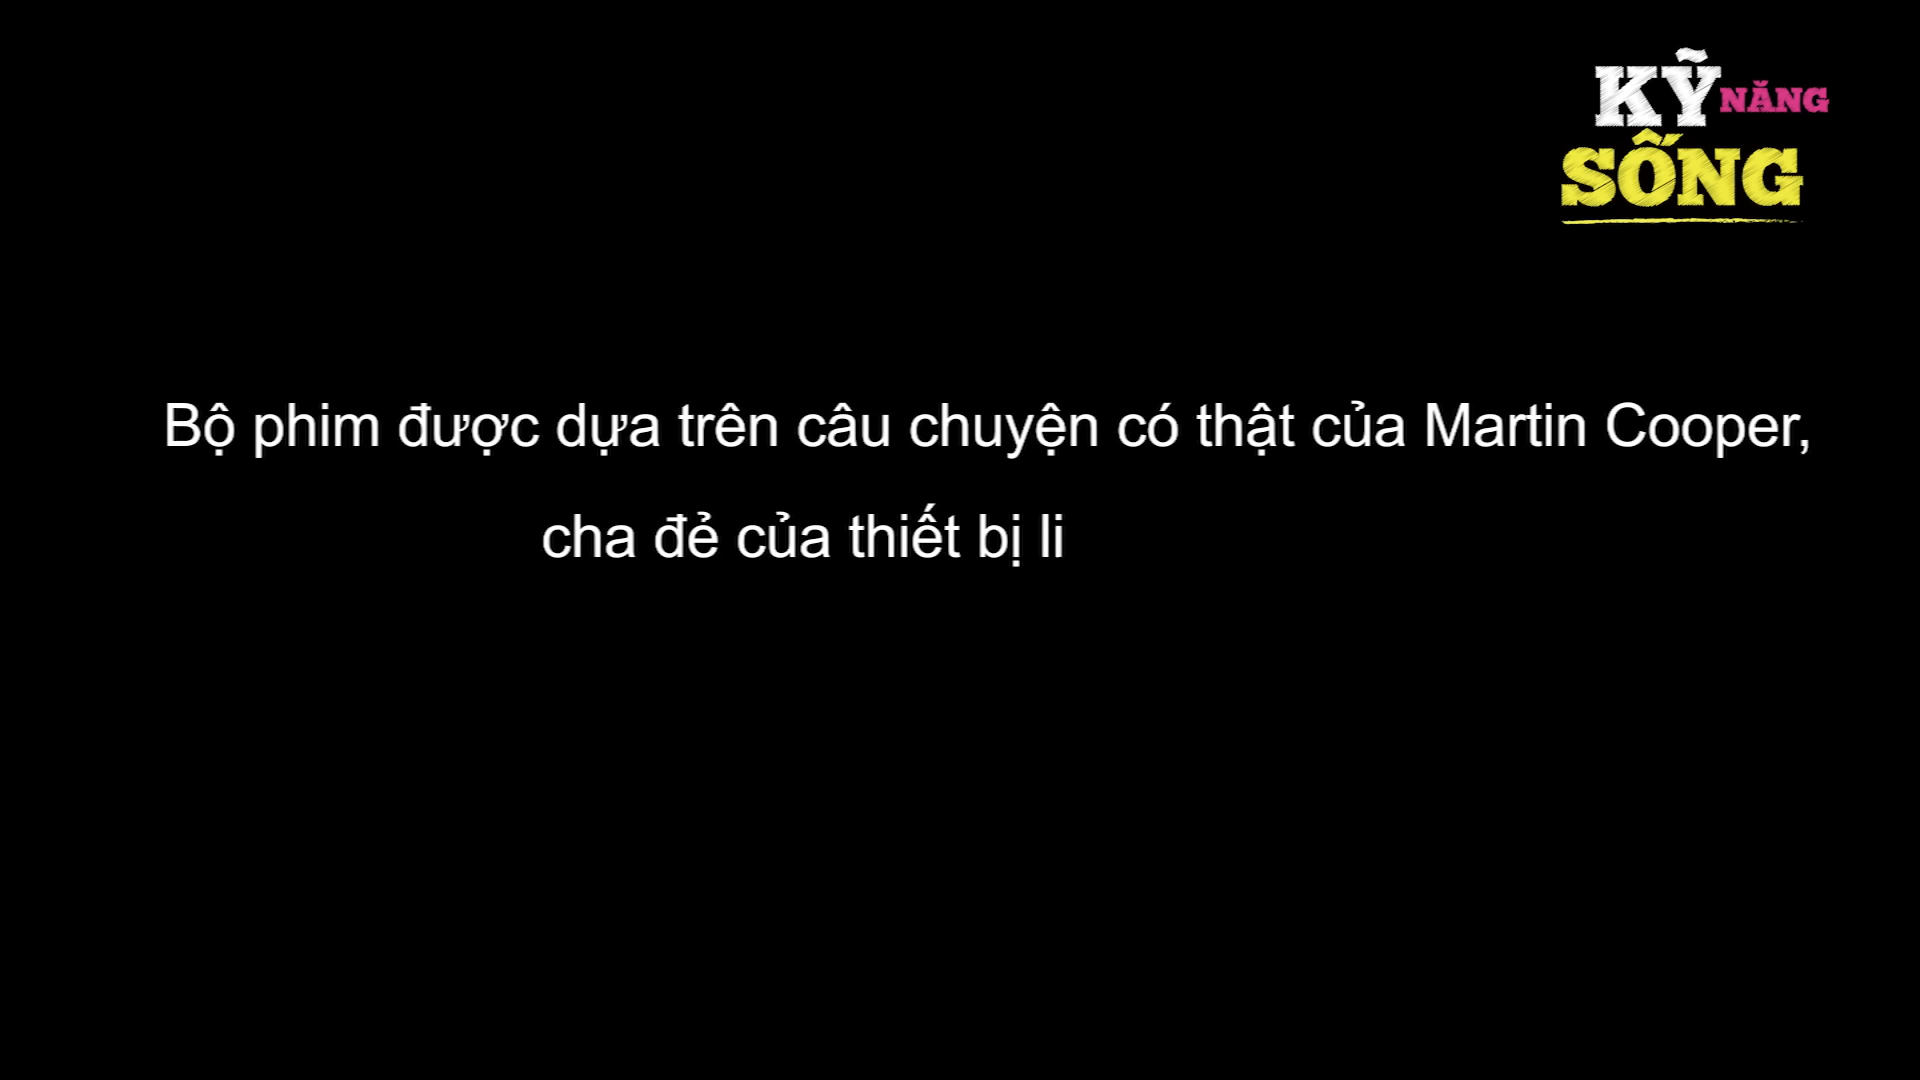 KỸ NĂNG
SỐNG
Bộ phim được dựa trên câu chuyện có thật của Martin Cooper,
cha đẻ của thiết bị li